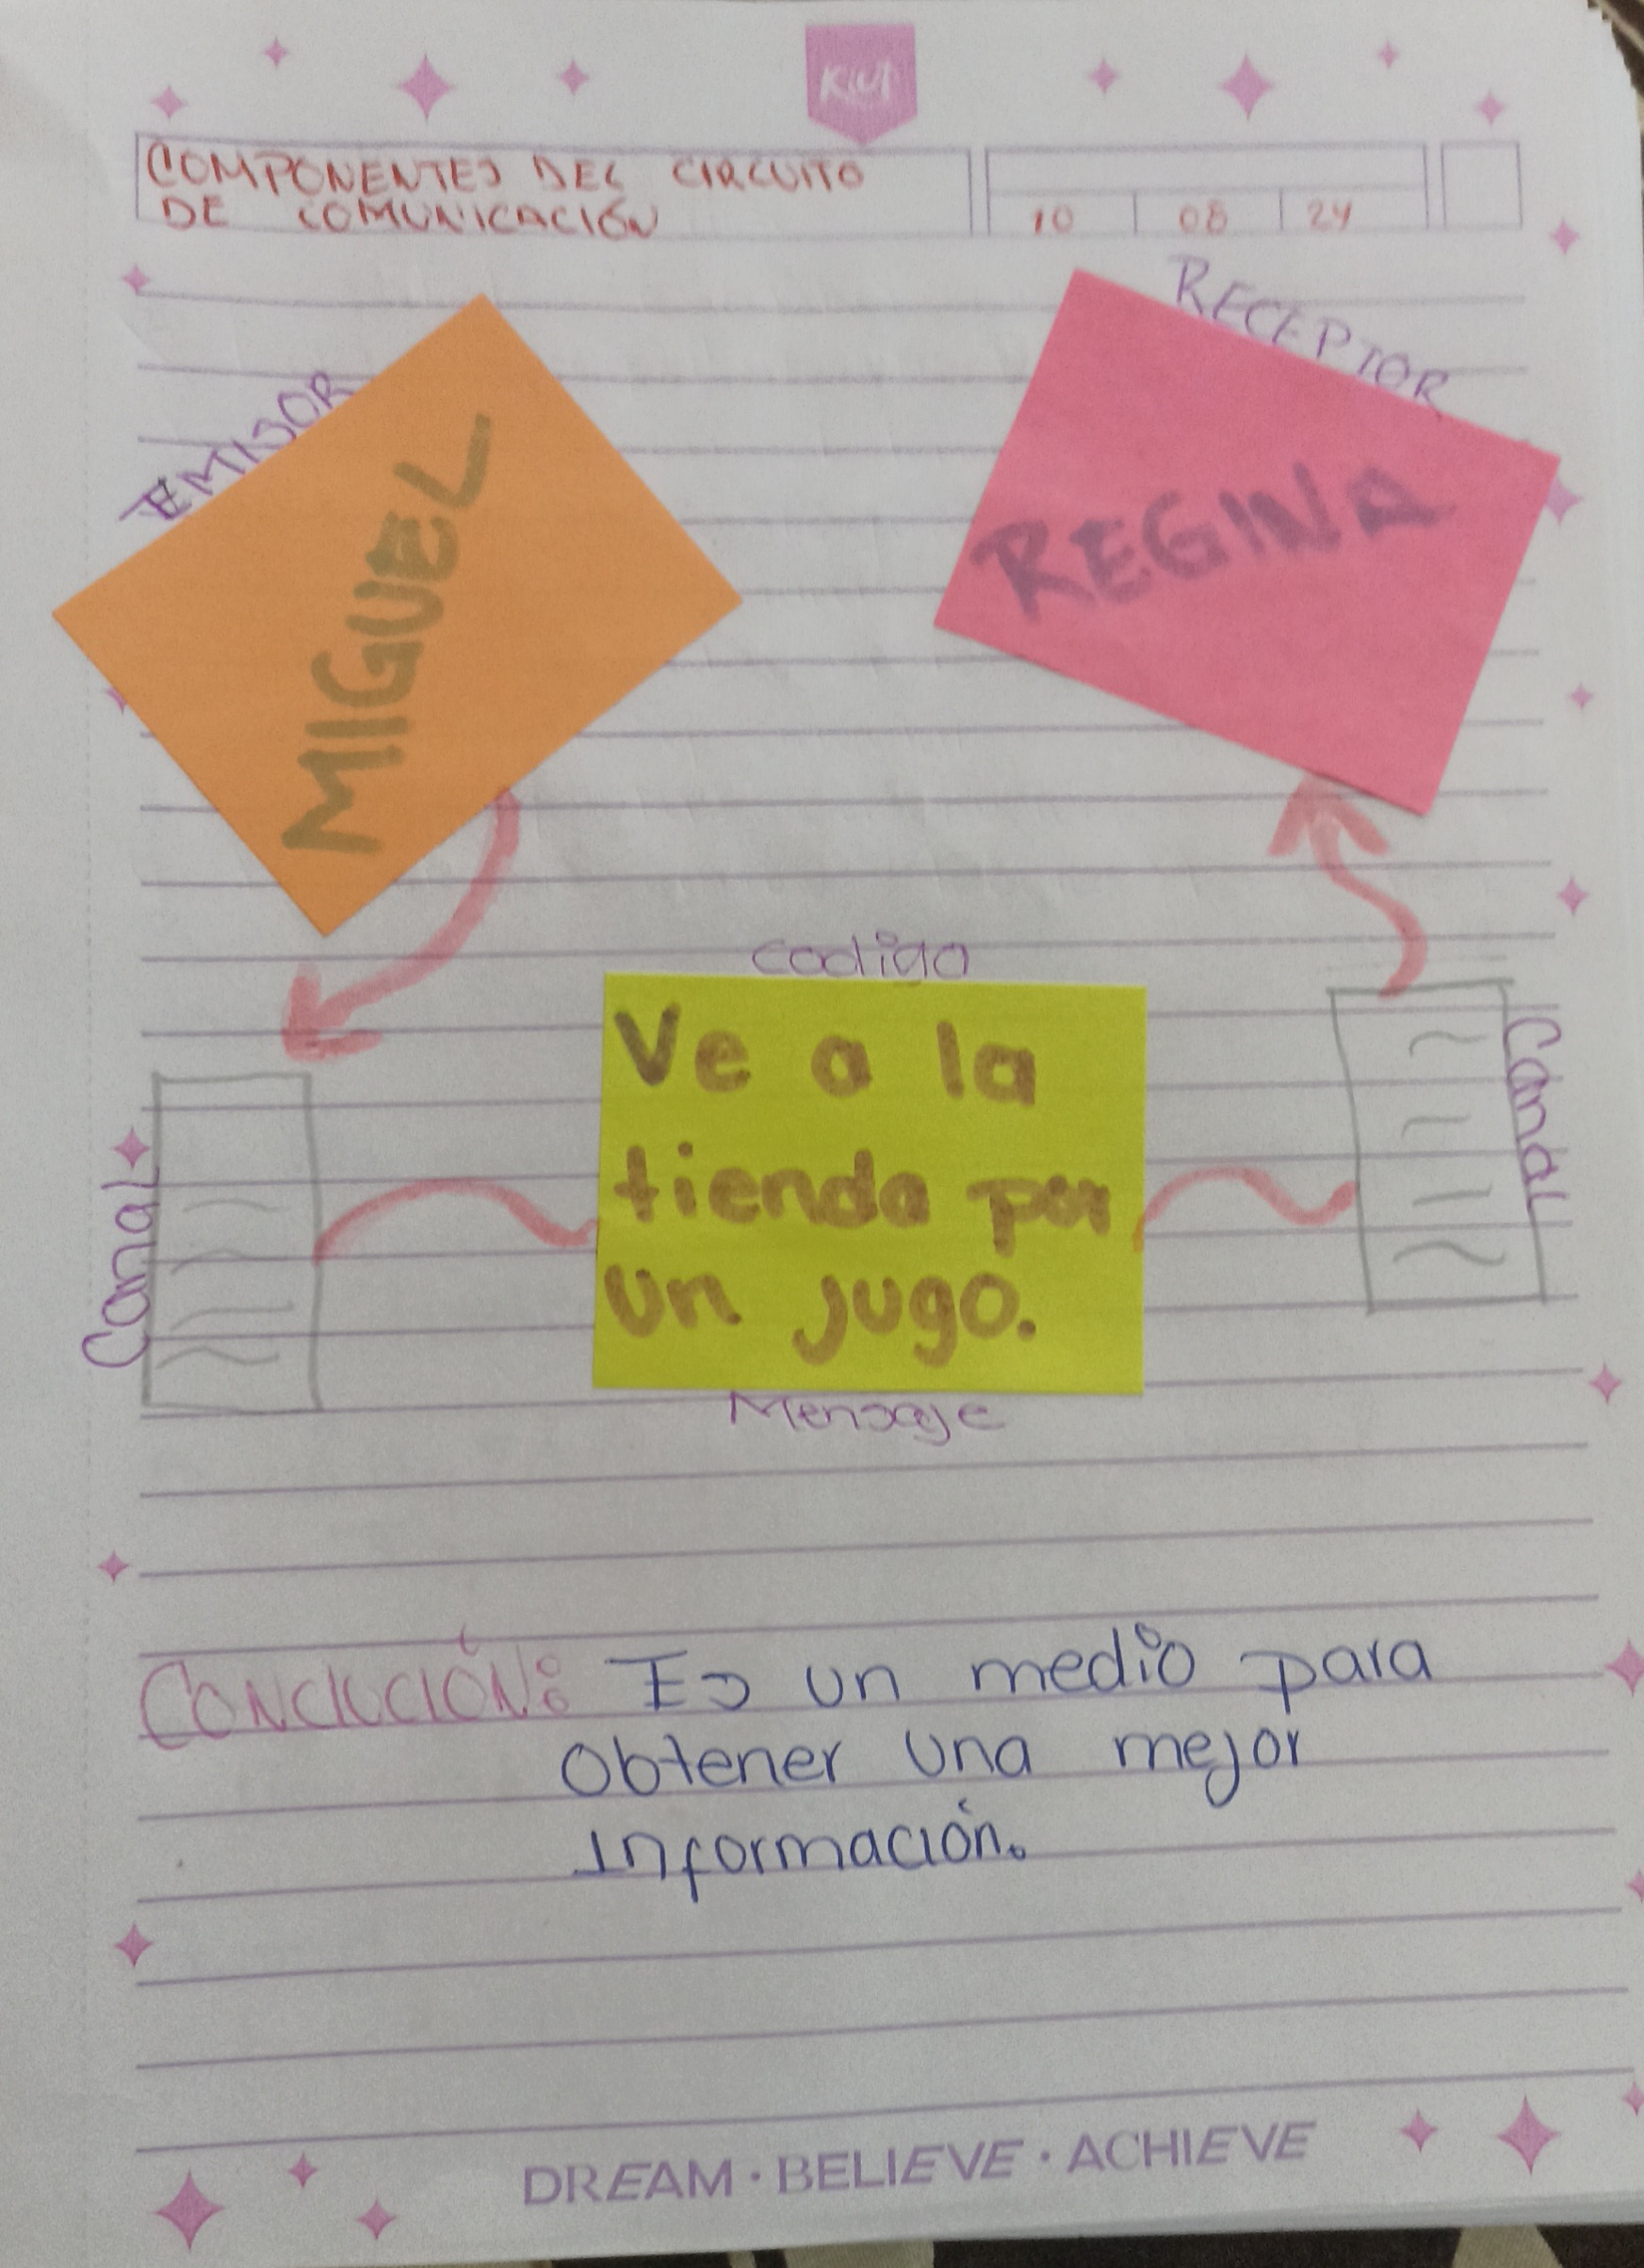 KIUI
COMPONENTES DEL CIRCUITO
DE COMUNICACIÓN
10 08 24
EMISOR
MIGUEL
RECEPTOR
REGINA
codigo
Ve a la
tienda por
un jugo.
Mensaje
Canal
Canal
CONCLUCIÓN: Es un medio para
Obtener una mejor
Información.
DREAM · BELIEVE · ACHIEVE